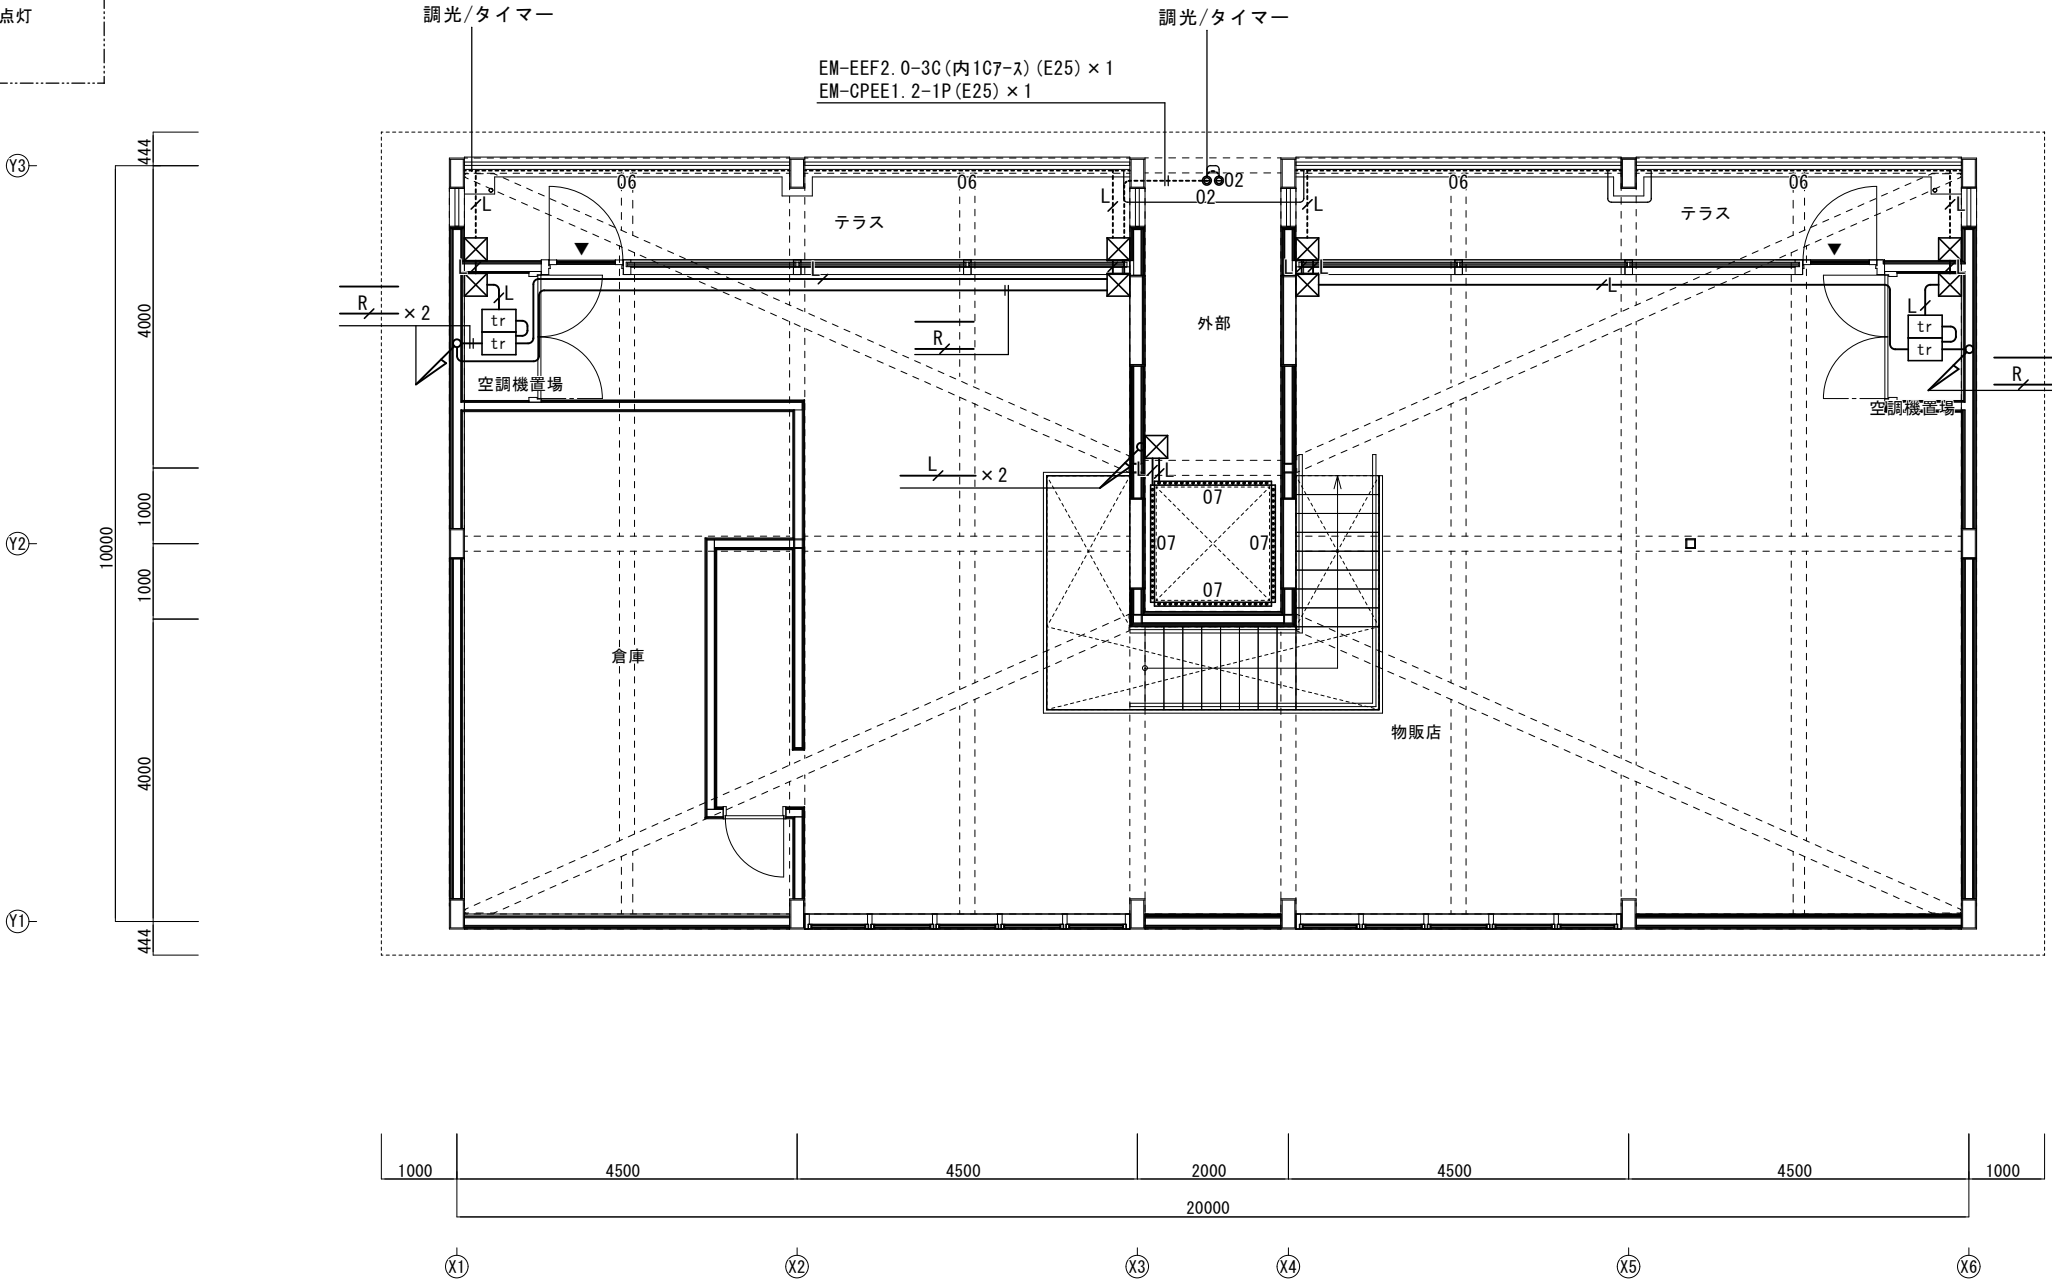 点灯
調光/タイマー
調光/タイマー
EM-EEF2.0-3C(内1Cｱｰｽ)(E25)×1
EM-CPEE1.2-1P(E25)×1
Y3
444
06
06
02
02
06
06
L
L
L
L
テラス
テラス
L
L
L
L
L
L
R
×2
L
tr
tr
4000
R
外部
L
tr
tr
R
空調機置場
空調機置場
L
×2
L
L
1000
07
Y2
10000
07
07
1000
07
倉庫
物販店
4000
Y1
444
1000
4500
4500
2000
4500
4500
1000
20000
X1
X2
X3
X4
X5
X6